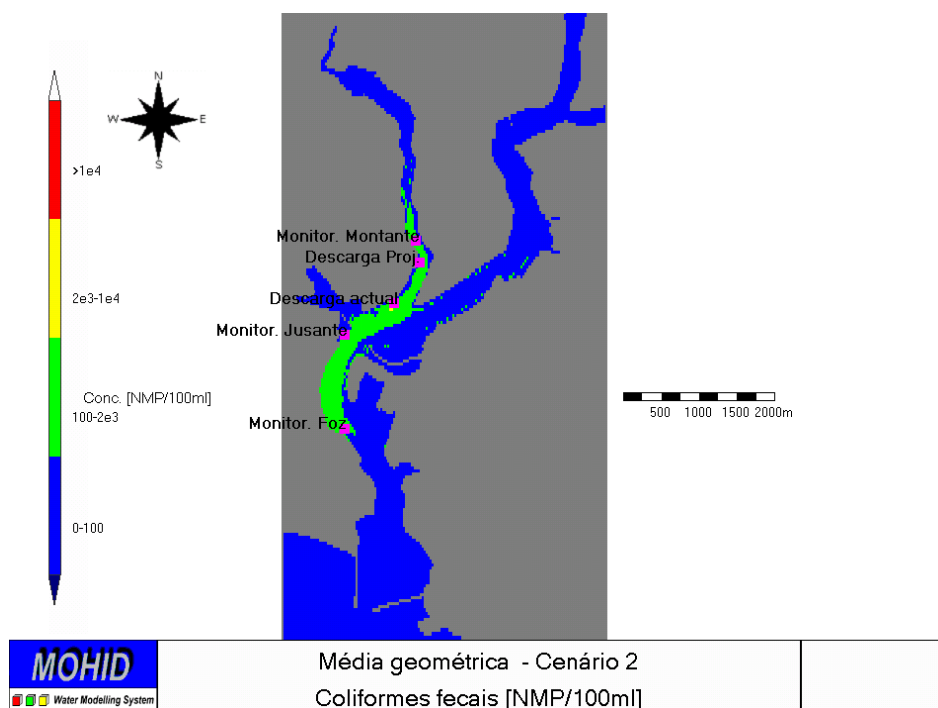 N
W
E
S
>1e4
2e3-1e4
Conc. [NMP/100ml]
100-2e3
0-100
Monitor. Montante
Descarga Proj.
Descarga actual
Monitor. Jusante
Monitor. Foz
500 1000 1500 2000m
MOHID
Water Modelling System
Média geométrica - Cenário 2
Coliformes fecais [NMP/100ml]